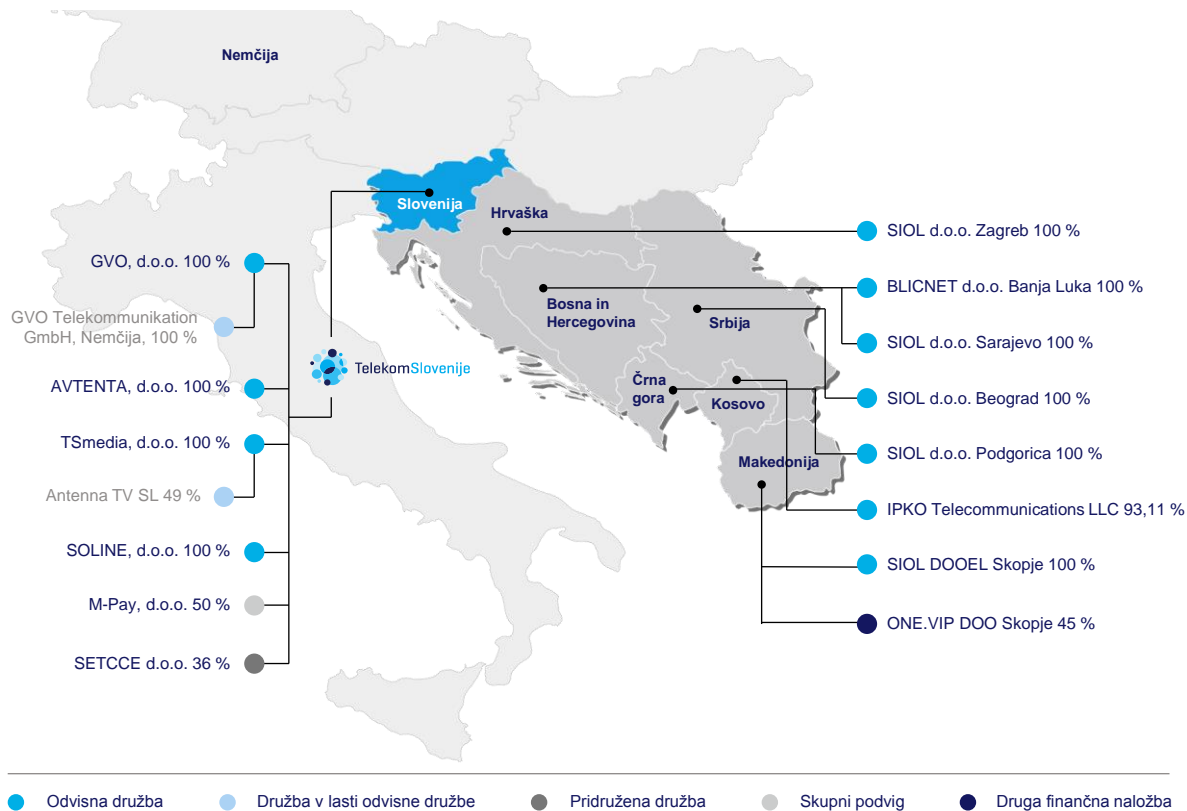 Nemčija
Slovenija
Hrvaška
Bosna in
Hercegovina
Srbija
Črna
gora
Kosovo
Makedonija
GVO, d.o.o. 100 %
GVO Telekommunikation
GmbH, Nemčija, 100 %
AVTENTA, d.o.o. 100 %
TSmedia, d.o.o. 100 %
Antenna TV SL 49 %
SOLINE, d.o.o. 100 %
M-Pay, d.o.o. 50 %
SETCCE d.o.o. 36 %
TelekomSlovenije
SIOL d.o.o. Zagreb 100 %
BLICNET d.o.o. Banja Luka 100 %
SIOL d.o.o. Sarajevo 100 %
SIOL d.o.o. Beograd 100 %
SIOL d.o.o. Podgorica 100 %
IPKO Telecommunications LLC 93,11 %
SIOL DOOEL Skopje 100 %
ONE.VIP DOO Skopje 45 %
Odvisna družba
Družba v lasti odvisne družbe
Pridružena družba
Skupni podvig
Druga finančna naložba